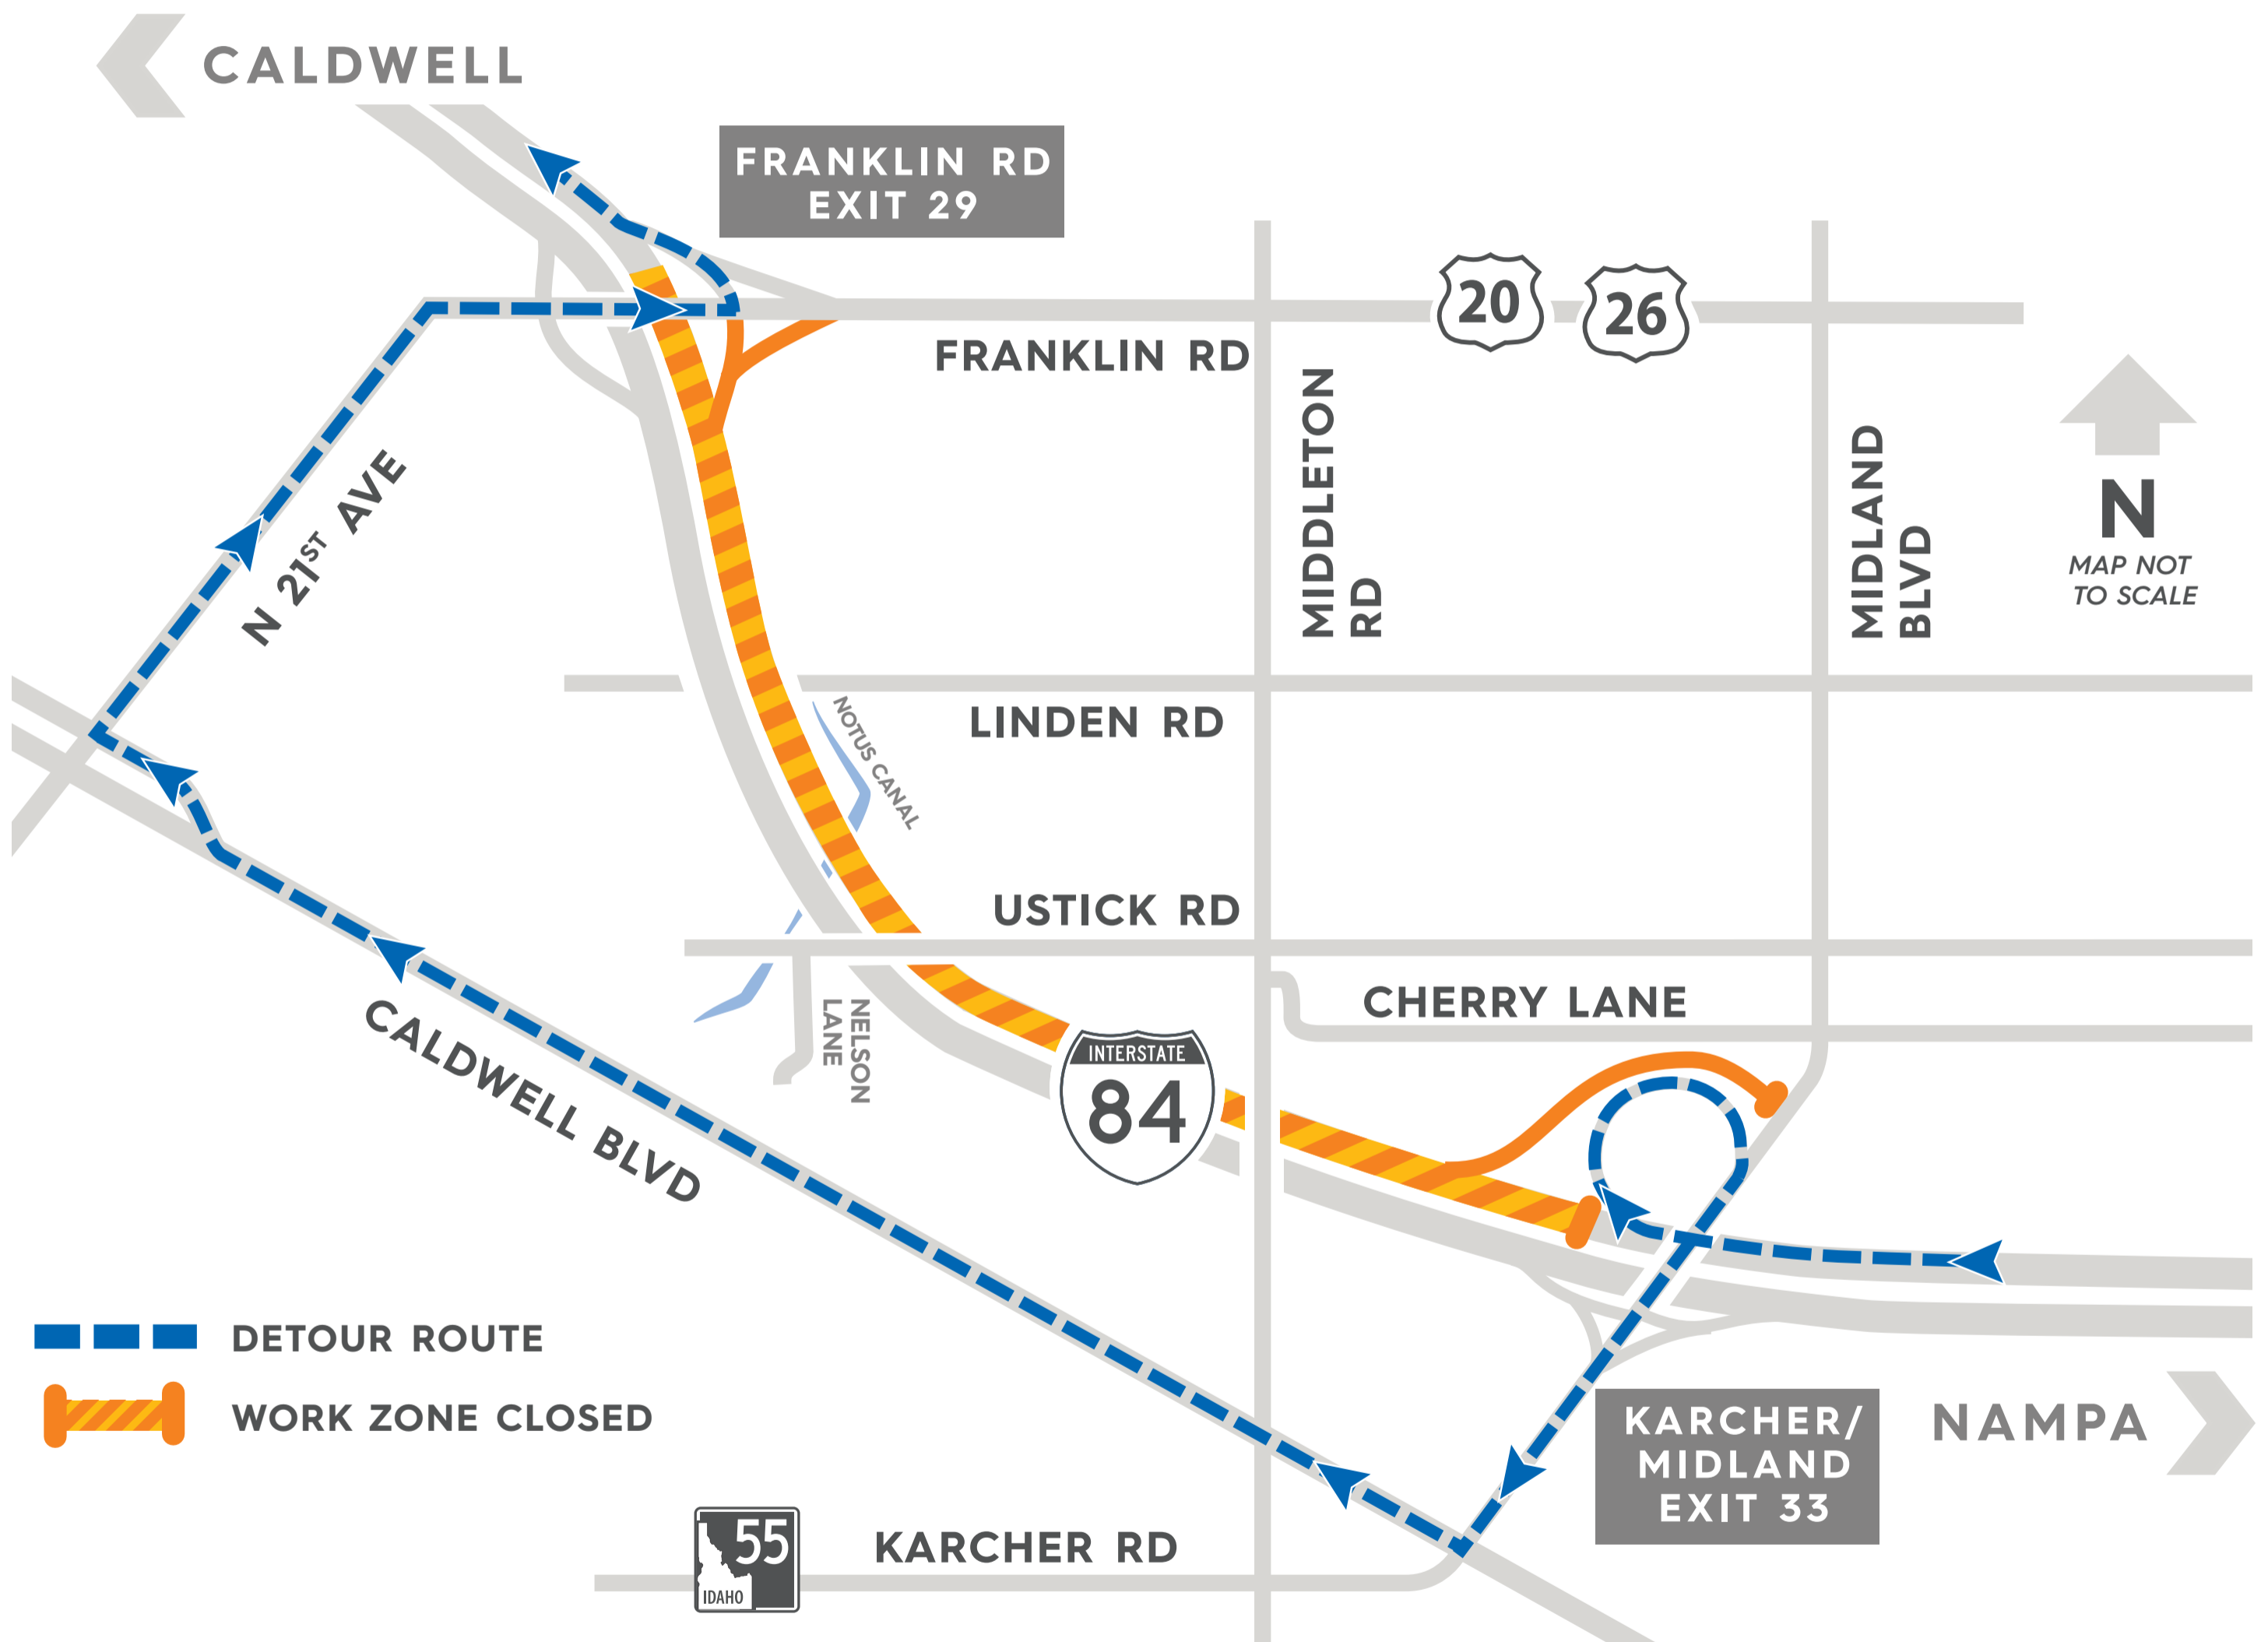 CALDWELL
FRANKLIN RD
EXIT 29
20
26
FRANKLIN RD
MIDDLETON
RD
MIDLAND
BLVD
N
MAP NOT
TO SCALE
N 21ST AVE
LINDEN RD
NOTUS CANAL
USTICK RD
CHERRY LANE
NELSON
LANE
INTERSTATE
84
CALDWELL BLVD
DETOUR ROUTE
WORK ZONE CLOSED
KARCHER/
MIDLAND
EXIT 33
NAMPA
55
IDAHO
KARCHER RD